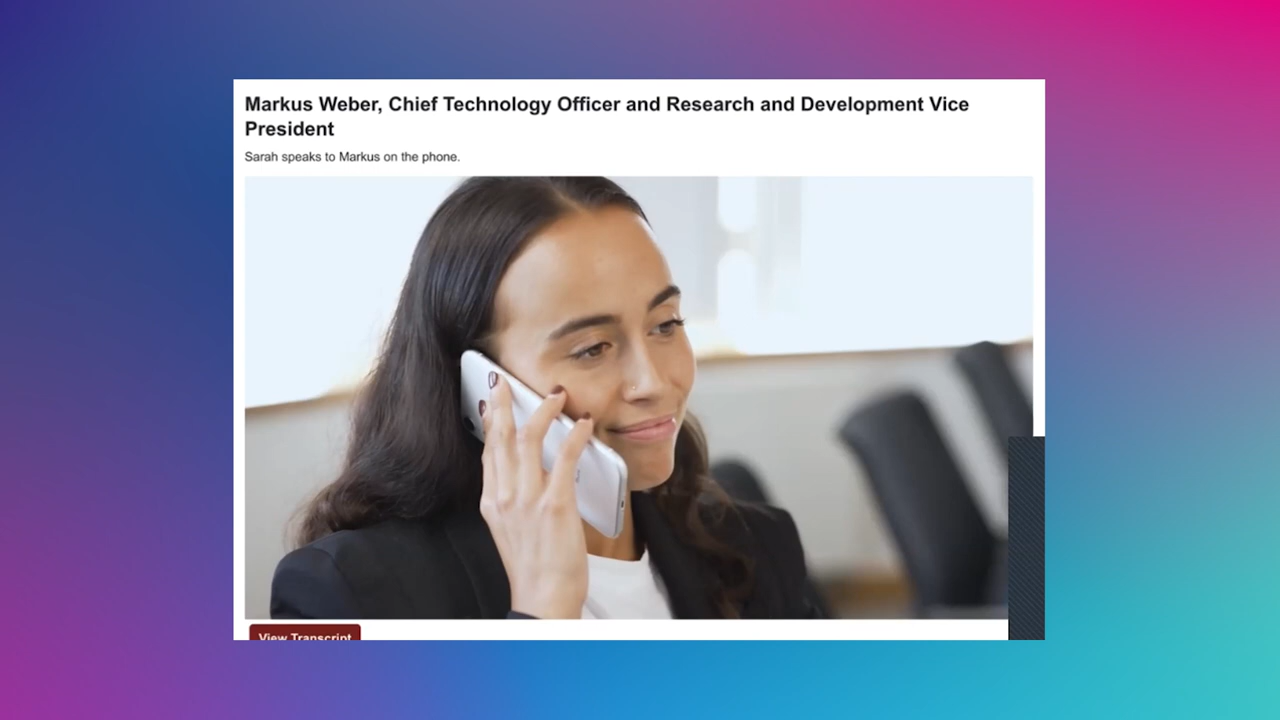 Markus Weber, Chief Technology Officer and Research and Development Vice
President
Sarah speaks to Markus on the phone.
View Transcript